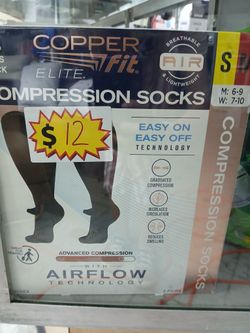 COPPER
fit
ELITE
BREATHABLE
AIR
& LIGHTWEIGHT
S
M: 6-9
W: 7-10
OMPRESSION SOCKS
$12
EASY ON
EASY OFF
TECHNOLOGY
GRADUATED
COMPRESSION
INCREASES
CIRCULATION
REDUCES
SWELLING
COMPRESSION SOCKS
ADVANCED COMPRESSION
WITH
AIRFLOW
TECHNOLOGY